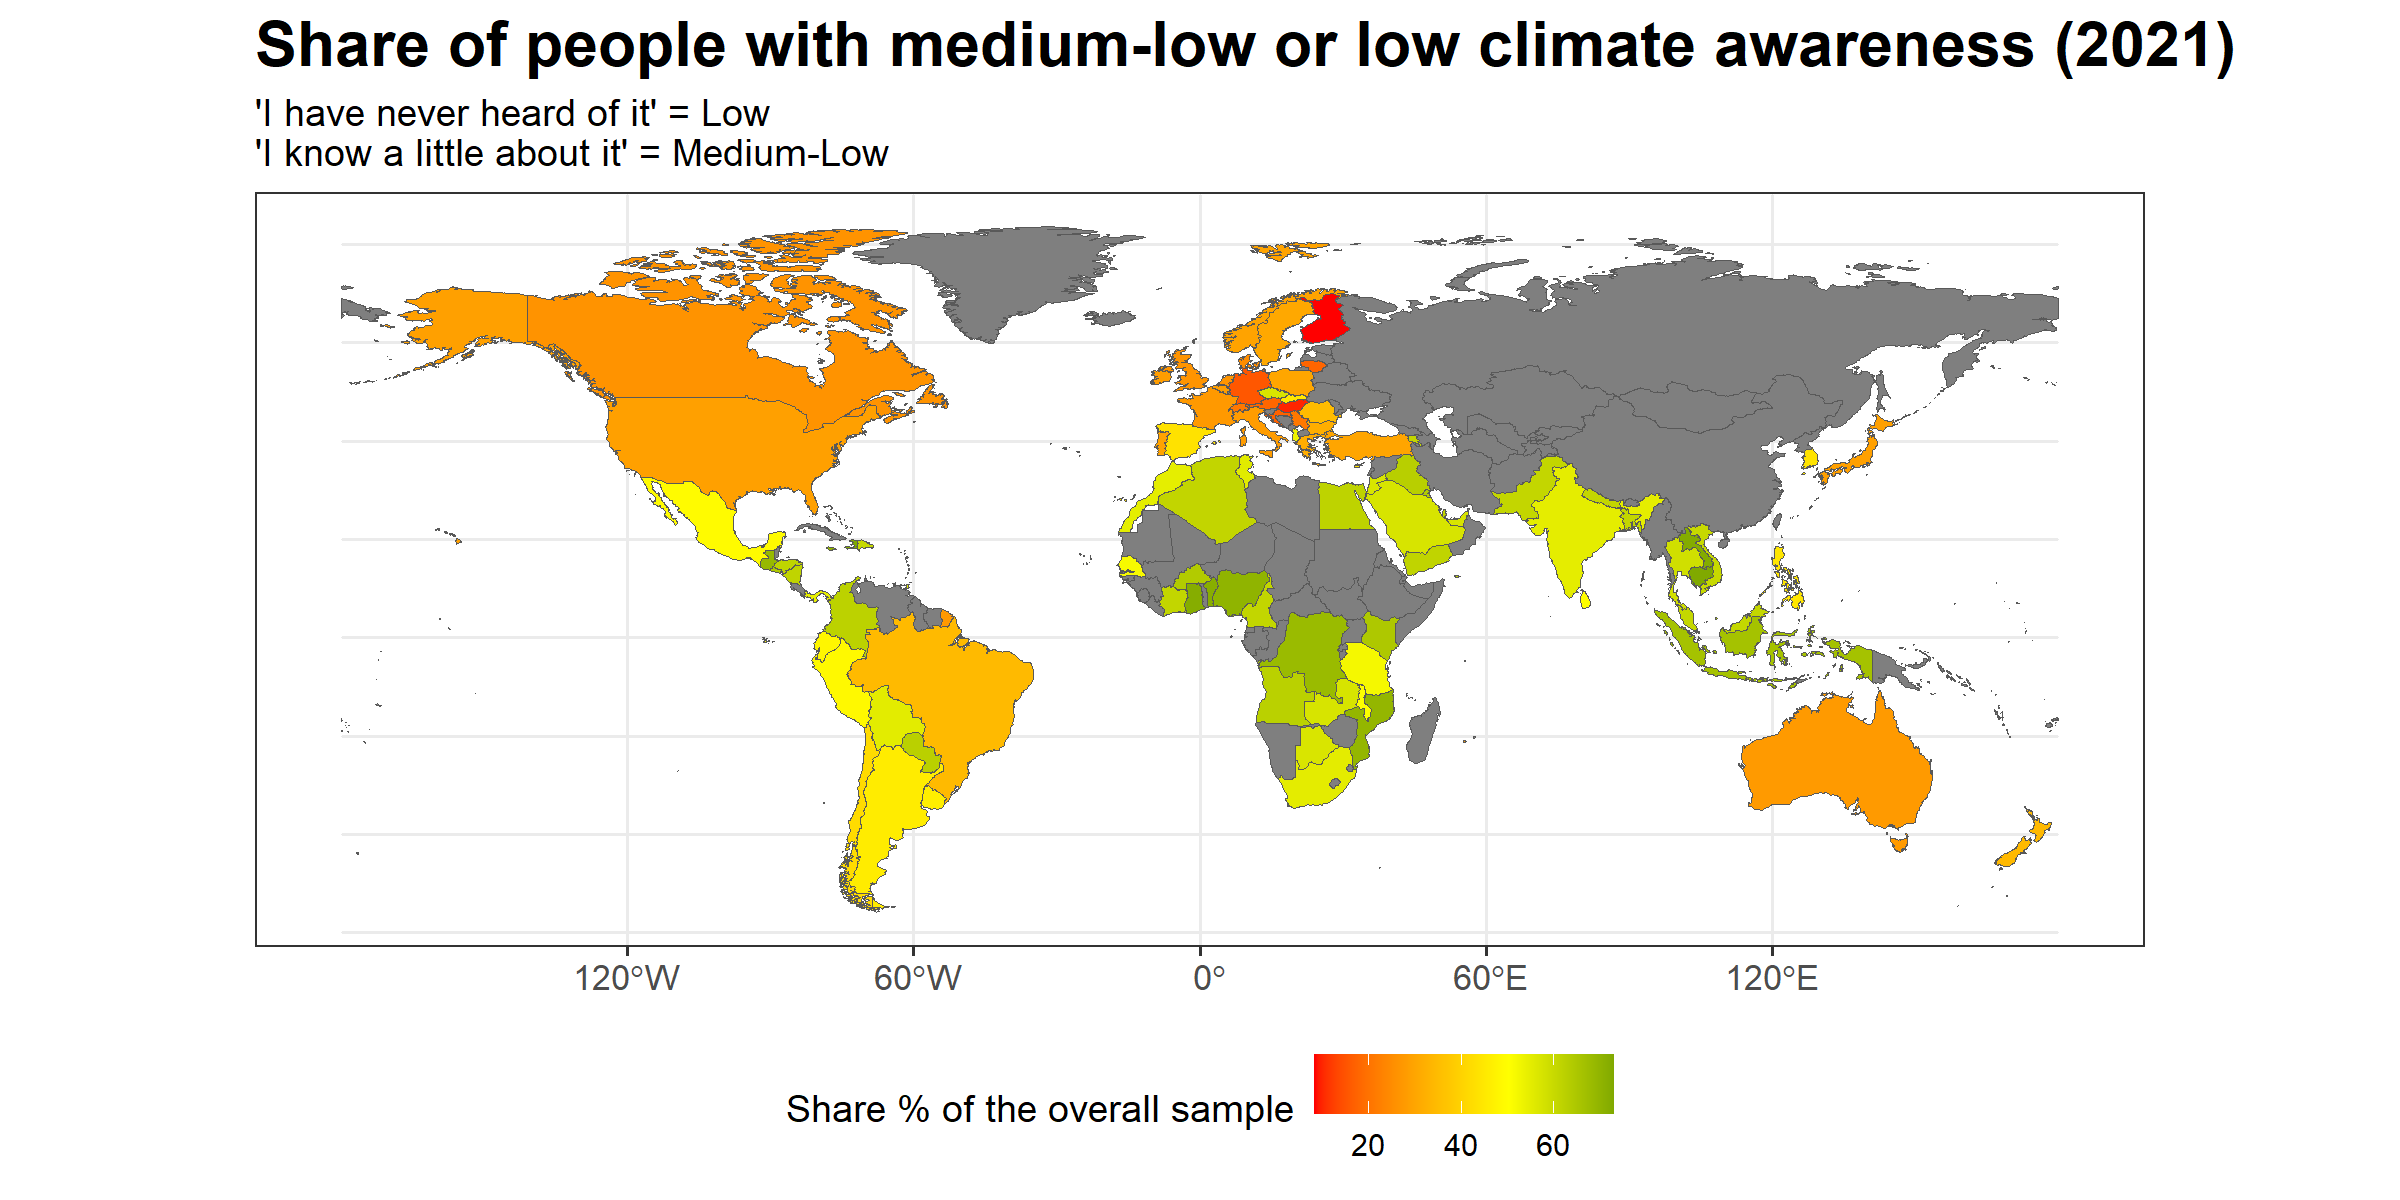 Share of people with medium-low or low climate awareness (2021)
'I have never heard of it' = Low
'I know a little about it' = Medium-Low
120°W 60°W 0° 60°E 120°E
Share % of the overall sample
20 40 60